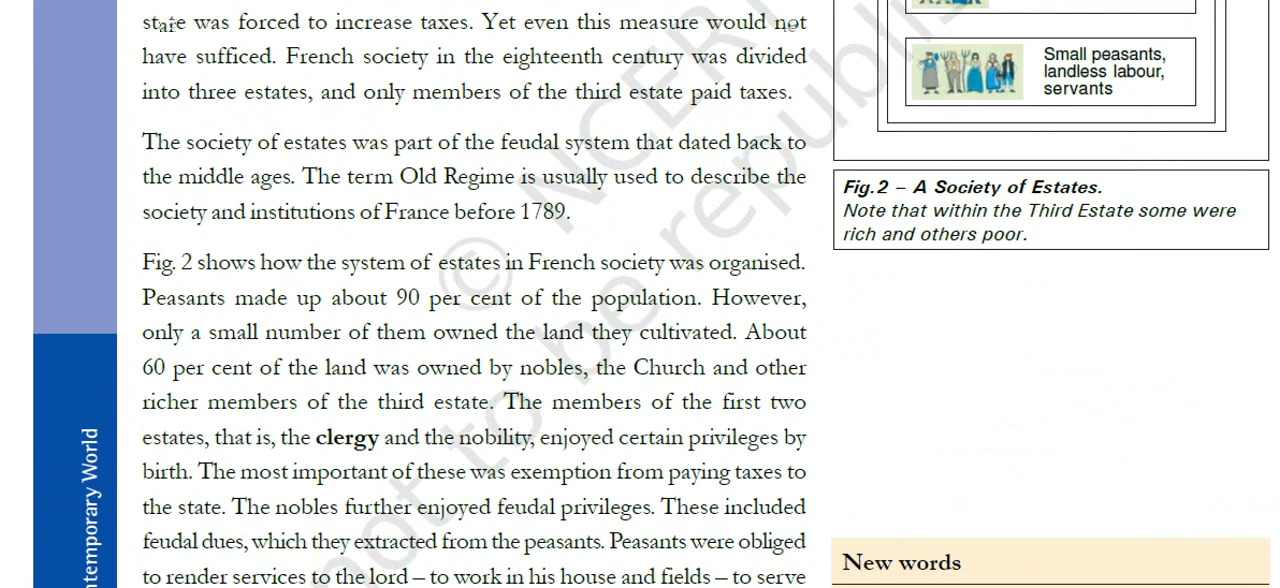 state was forced to increase taxes. Yet even this measure would not
have sufficed. French society in the eighteenth century was divided
into three estates, and only members of the third estate paid taxes.
The society of estates was part of the feudal system that dated back to
the middle ages. The term Old Regime is usually used to describe the
society and institutions of France before 1789.
Fig. 2 shows how the system of estates in French society was organised.
Peasants made up about 90 per cent of the population. However,
only a small number of them owned the land they cultivated. About
60 per cent of the land was owned by nobles, the Church and other
richer members of the third estate. The members of the first two
estates, that is, the clergy and the nobility, enjoyed certain privileges by
birth. The most important of these was exemption from paying taxes to
the state. The nobles further enjoyed feudal privileges. These included
feudal dues, which they extracted from the peasants. Peasants were obliged
to render services to the lord – to work in his house and fields – to serve
Small peasants,
landless labour,
servants
Fig.2 – A Society of Estates.
Note that within the Third Estate some were
rich and others poor.
New words
temporary World
© NCERT
not to be republis